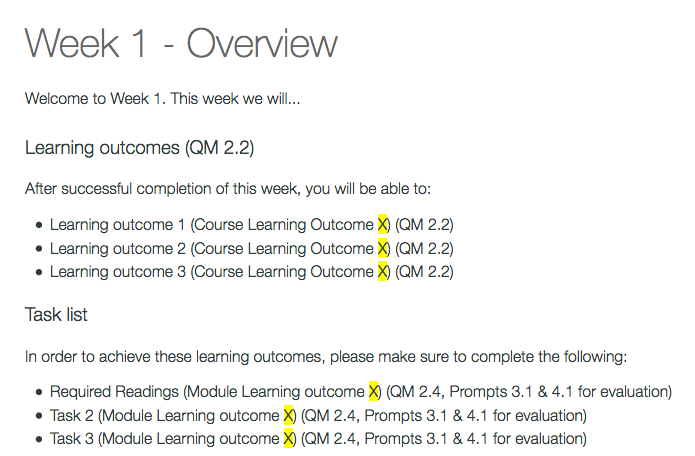 Week 1 - Overview
Welcome to Week 1. This week we will...
Learning outcomes (QM 2.2)
After successful completion of this week, you will be able to:
• Learning outcome 1 (Course Learning Outcome X) (QM 2.2)
• Learning outcome 2 (Course Learning Outcome X) (QM 2.2)
• Learning outcome 3 (Course Learning Outcome X) (QM 2.2)
Task list
In order to achieve these learning outcomes, please make sure to complete the following:
• Required Readings (Module Learning outcome X) (QM 2.4, Prompts 3.1 & 4.1 for evaluation)
• Task 2 (Module Learning outcome X) (QM 2.4, Prompts 3.1 & 4.1 for evaluation)
• Task 3 (Module Learning outcome X) (QM 2.4, Prompts 3.1 & 4.1 for evaluation)